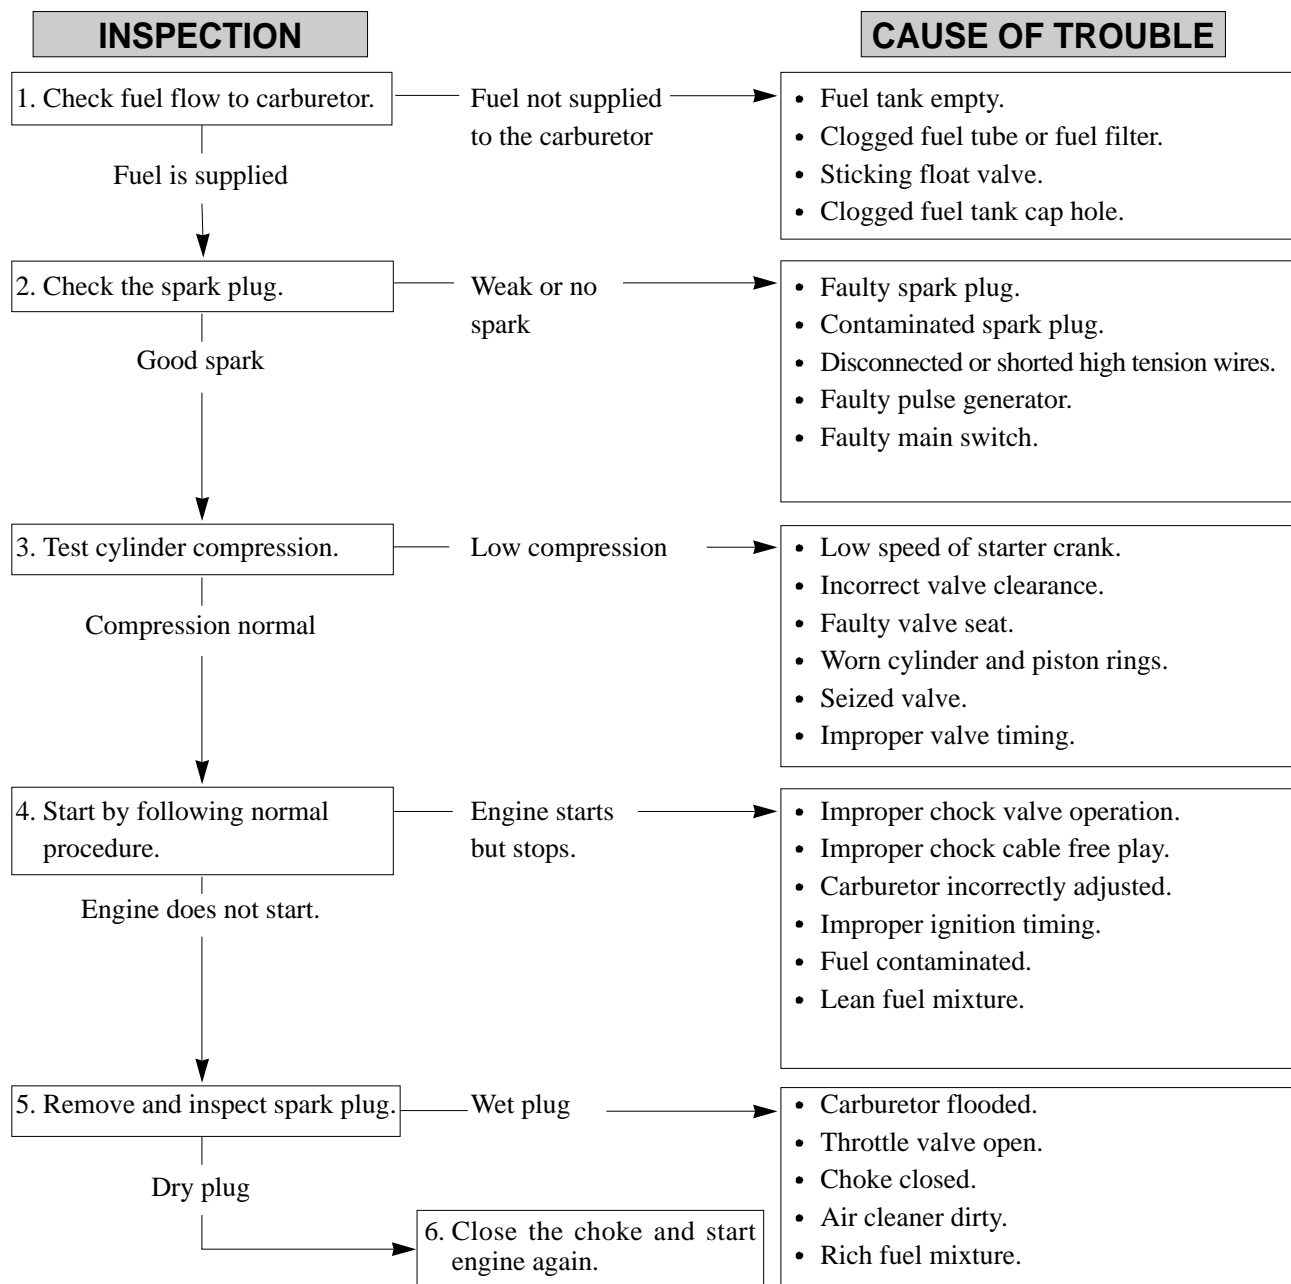 INSPECTION
CAUSE OF TROUBLE
1. Check fuel flow to carburetor.
Fuel not supplied
to the carburetor
• Fuel tank empty.
• Clogged fuel tube or fuel filter.
• Sticking float valve.
• Clogged fuel tank cap hole.
Fuel is supplied
2. Check the spark plug.
Weak or no
spark
• Faulty spark plug.
• Contaminated spark plug.
• Disconnected or shorted high tension wires.
• Faulty pulse generator.
• Faulty main switch.
Good spark
3. Test cylinder compression.
Low compression
• Low speed of starter crank.
• Incorrect valve clearance.
• Faulty valve seat.
• Worn cylinder and piston rings.
• Seized valve.
• Improper valve timing.
Compression normal
4. Start by following normal
procedure.
Engine starts
but stops.
• Improper chock valve operation.
• Improper chock cable free play.
• Carburetor incorrectly adjusted.
• Improper ignition timing.
• Fuel contaminated.
• Lean fuel mixture.
Engine does not start.
5. Remove and inspect spark plug.
Wet plug
• Carburetor flooded.
• Throttle valve open.
• Choke closed.
• Air cleaner dirty.
• Rich fuel mixture.
Dry plug
6. Close the choke and start
engine again.